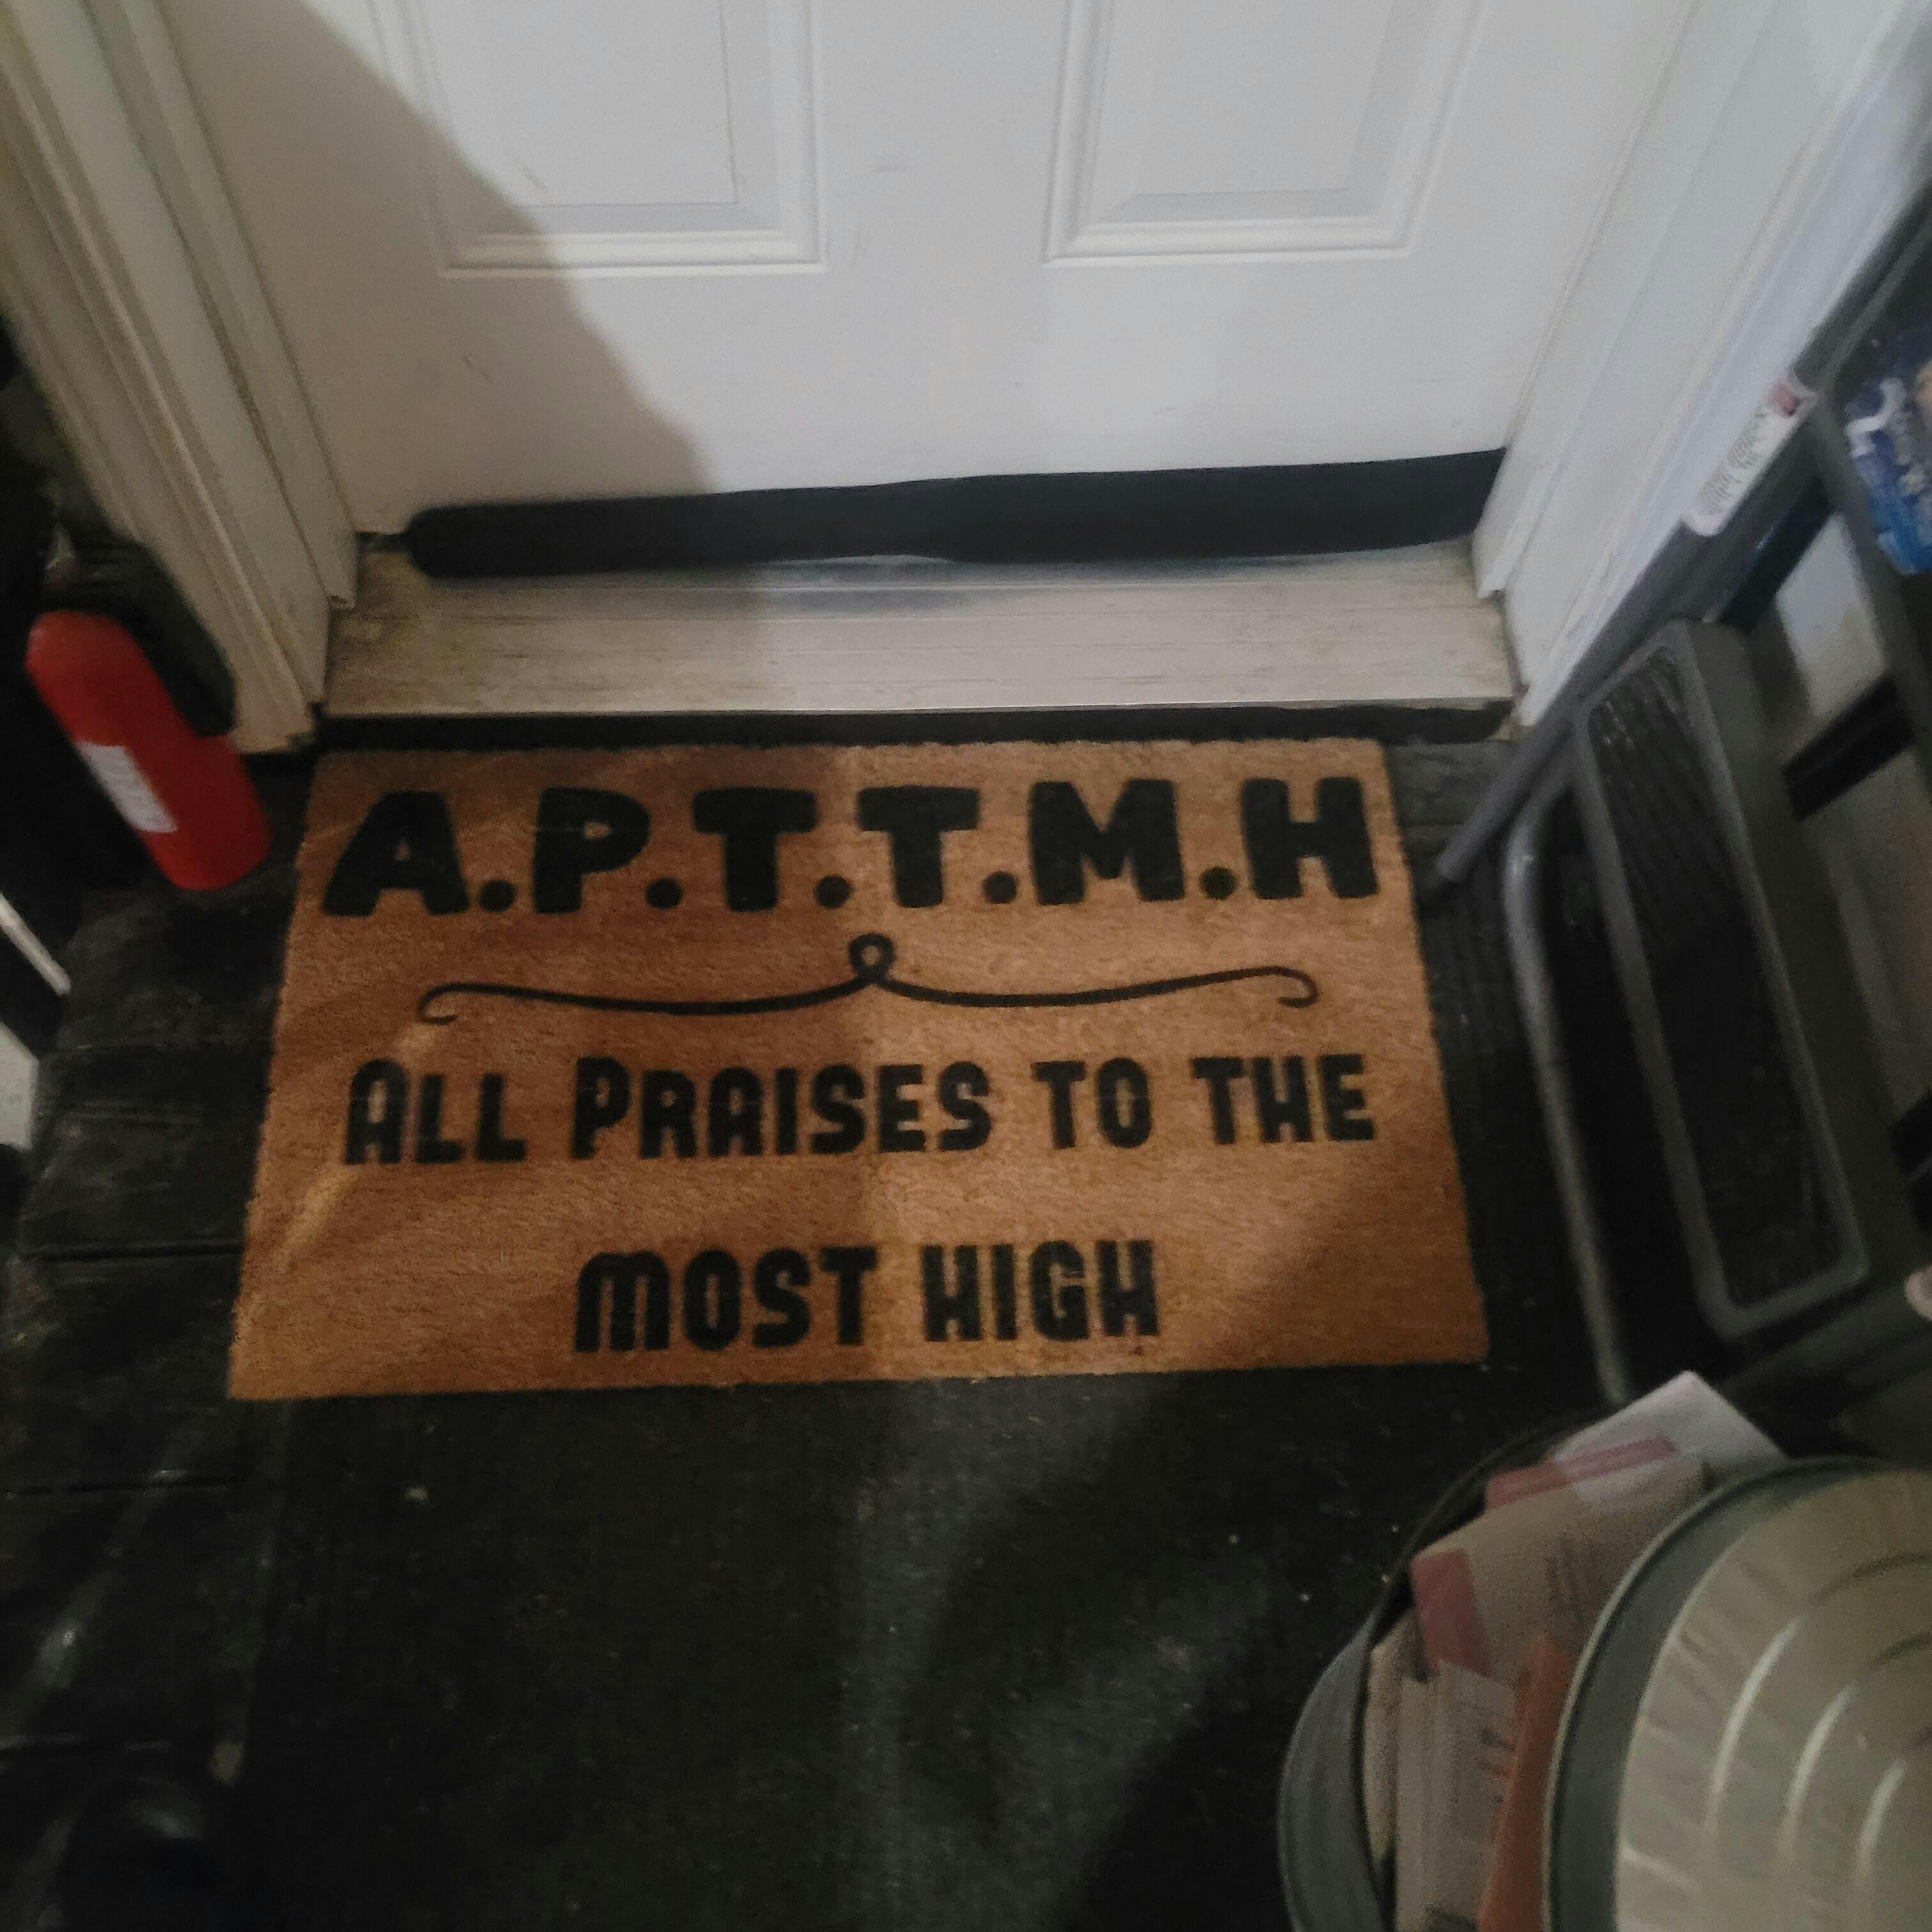 A.P.T.T.M.H
ALL PRAISES TO THE
MOST HIGH